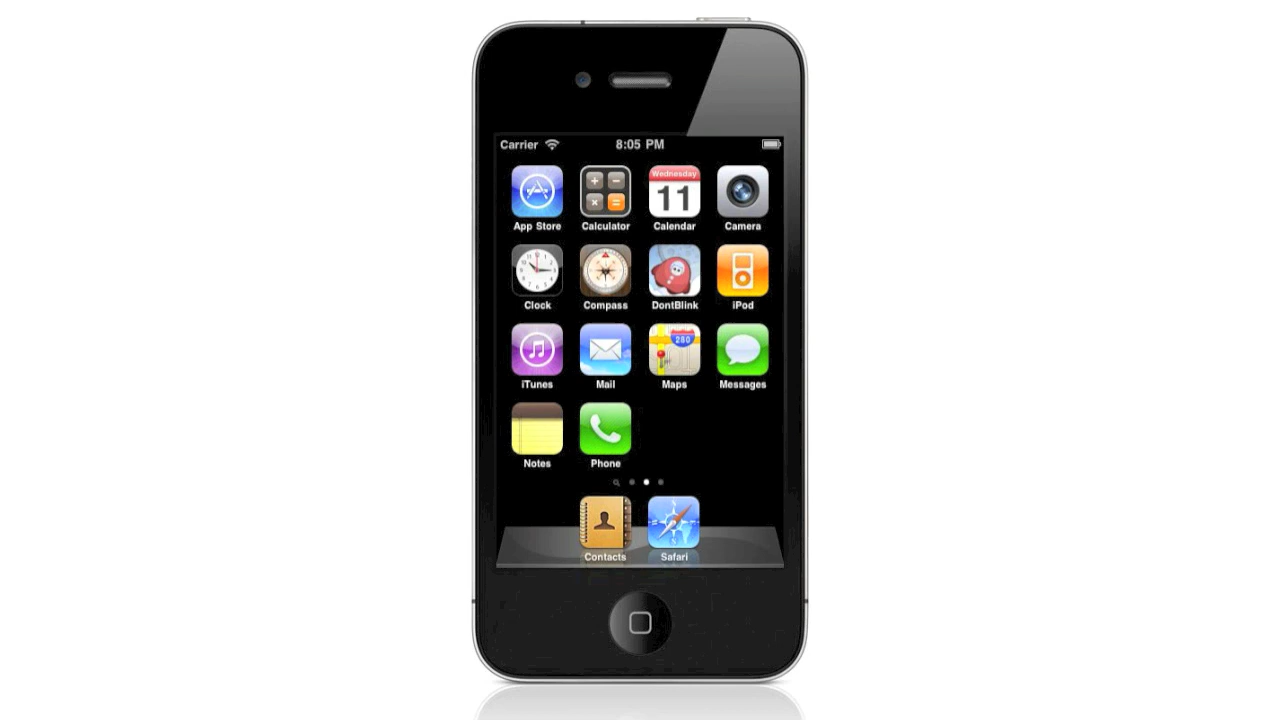 Carrier 8:05 PM
Wednesday
11
App Store Calculator Calendar Camera
Clock Compass DontBlink iPod
280
iTunes Mail Maps Messages
Notes Phone
Contacts Safari